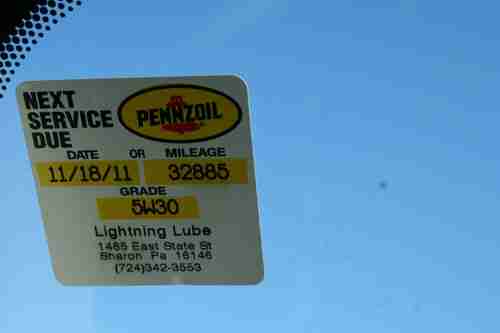 NEXT
SERVICE
DUE
PENNZOIL
DATE OR MILEAGE
11/18/11 32885
GRADE
5W30
Lightning Lube
1465 East State St
Sharon Pa 16146
(724)342-3553